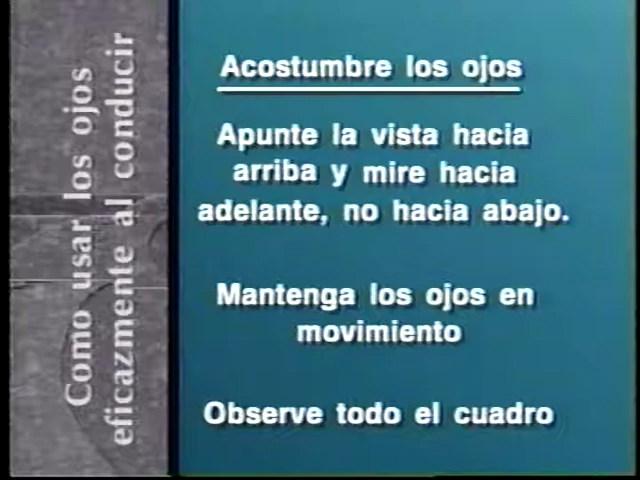 Como usar los ojos
eficazmente al conducir
Acostumbre los ojos
Apunte la vista hacia
arriba y mire hacia
adelante, no hacia abajo.
Mantenga los ojos en
movimiento
Observe todo el cuadro